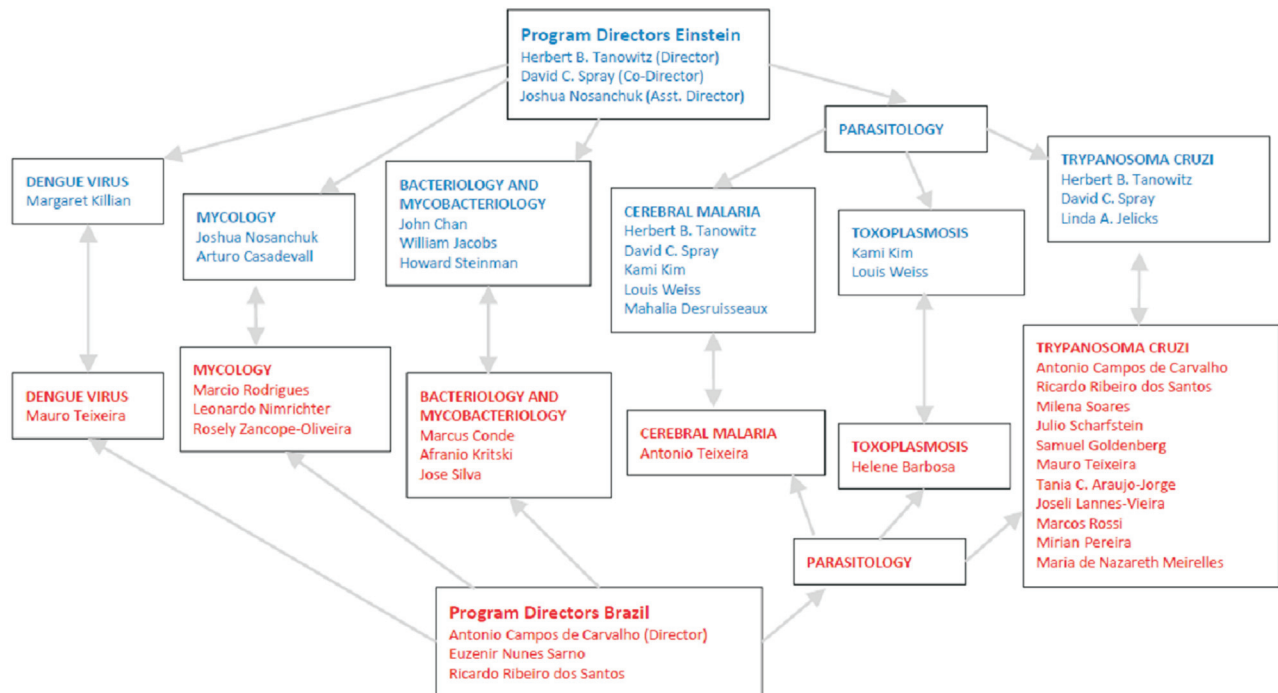 Program Directors Einstein
Herbert B. Tanowitz (Director)
David C. Spray (Co-Director)
Joshua Nosanchuk (Asst. Director)
PARASITOLOGY
DENGUE VIRUS
Margaret Killian
MYCOLOGY
Joshua Nosanchuk
Arturo Casadevall
BACTERIOLOGY AND
MYCOBACTERIOLOGY
John Chan
William Jacobs
Howard Steinman
CEREBRAL MALARIA
Herbert B. Tanowitz
David C. Spray
Kami Kim
Louis Weiss
Mahalia Desruisseaux
TOXOPLASMOSIS
Kami Kim
Louis Weiss
TRYPANOSOMA CRUZI
Herbert B. Tanowitz
David C. Spray
Linda A. Jelicks
DENGUE VIRUS
Mauro Teixeira
MYCOLOGY
Marcio Rodrigues
Leonardo Nimrichter
Rosely Zancope-Oliveira
BACTERIOLOGY AND
MYCOBACTERIOLOGY
Marcus Conde
Afranio Kritski
Jose Silva
CEREBRAL MALARIA
Antonio Teixeira
TOXOPLASMOSIS
Helene Barbosa
TRYPANOSOMA CRUZI
Antonio Campos de Carvalho
Ricardo Ribeiro dos Santos
Milena Soares
Julio Scharfstein
Samuel Goldenberg
Mauro Teixeira
Tania C. Araujo-Jorge
Joseli Lannes-Vieira
Marcos Rossi
Mirian Pereira
Maria de Nazareth Meirelles
PARASITOLOGY
Program Directors Brazil
Antonio Campos de Carvalho (Director)
Euzenir Nunes Sarno
Ricardo Ribeiro dos Santos